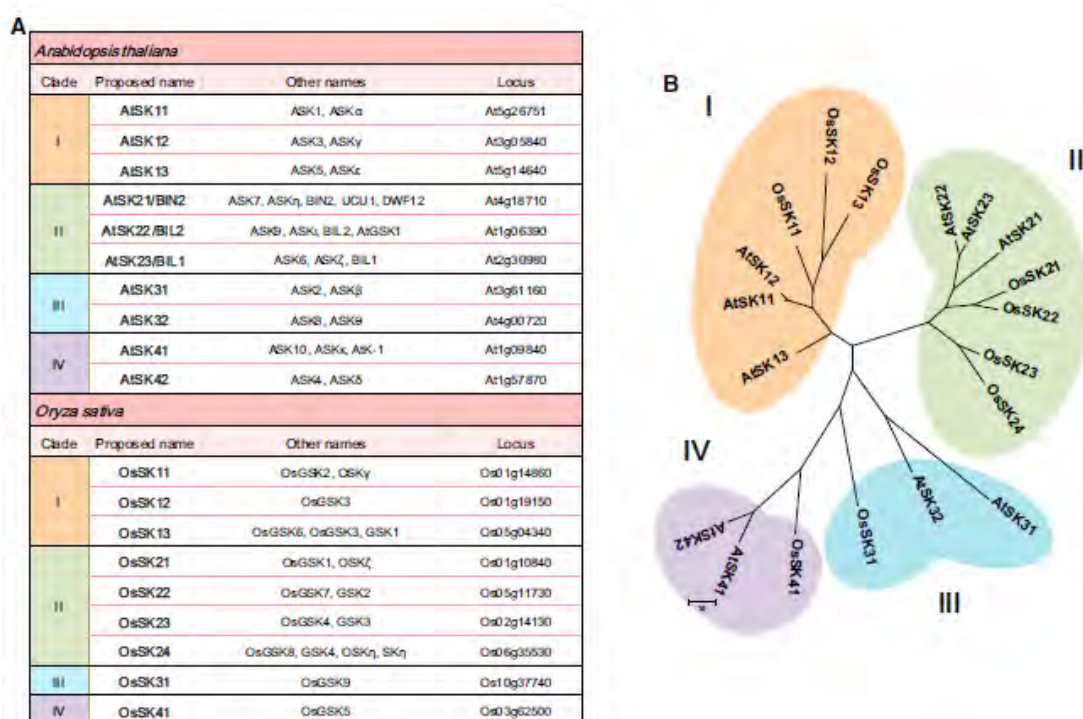 A
Arabidopsis thaliana
Clade Proposed name Other names Locus
I
AtSK11 ASK1, ASKα At5g26751
AtSK12 ASK3, ASKγ At3g05840
AtSK13 ASK5, ASKε At5g14640
II
AtSK21/BIN2 ASK7, ASKη, BIN2, UCU1, DWF12 At4g18710
AtSK22/BIL2 ASK9, ASKι, BIL2, AtGSK1 At1g06390
AtSK23/BIL1 ASK6, ASKζ, BIL1 At2g30980
III
AtSK31 ASK2, ASKβ At3g61160
AtSK32 ASK8, ASKθ At4g00720
IV
AtSK41 ASK10, ASKκ, AtK-1 At1g09840
AtSK42 ASK4, ASKδ At1g57870
Oryza sativa
Clade Proposed name Other names Locus
I
OsSK11 OsGSK2, OSKγ Os01g14860
OsSK12 OsGSK3 Os01g19150
OsSK13 OsGSK6, OsGSK3, GSK1 Os05g04340
II
OsSK21 OsGSK1, OSKζ Os01g10840
OsSK22 OsGSK7, GSK2 Os05g11730
OsSK23 OsGSK4, GSK3 Os02g14130
OsSK24 OsGSK8, GSK4, OSKη, SKη Os06g35530
III OsSK31 OsGSK9 Os10g37740
IV OsSK41 OsGSK5 Os03g62500
B
I
OsSK12
OsSK13
OsSK11
AtSK12
AtSK11
AtSK13
II
AtSK22
AtSK23
AtSK21
OsSK21
OsSK22
OsSK23
OsSK24
IV
AtSK42
AtSK41
OsSK41
OsSK31
AtSK32
AtSK31
III